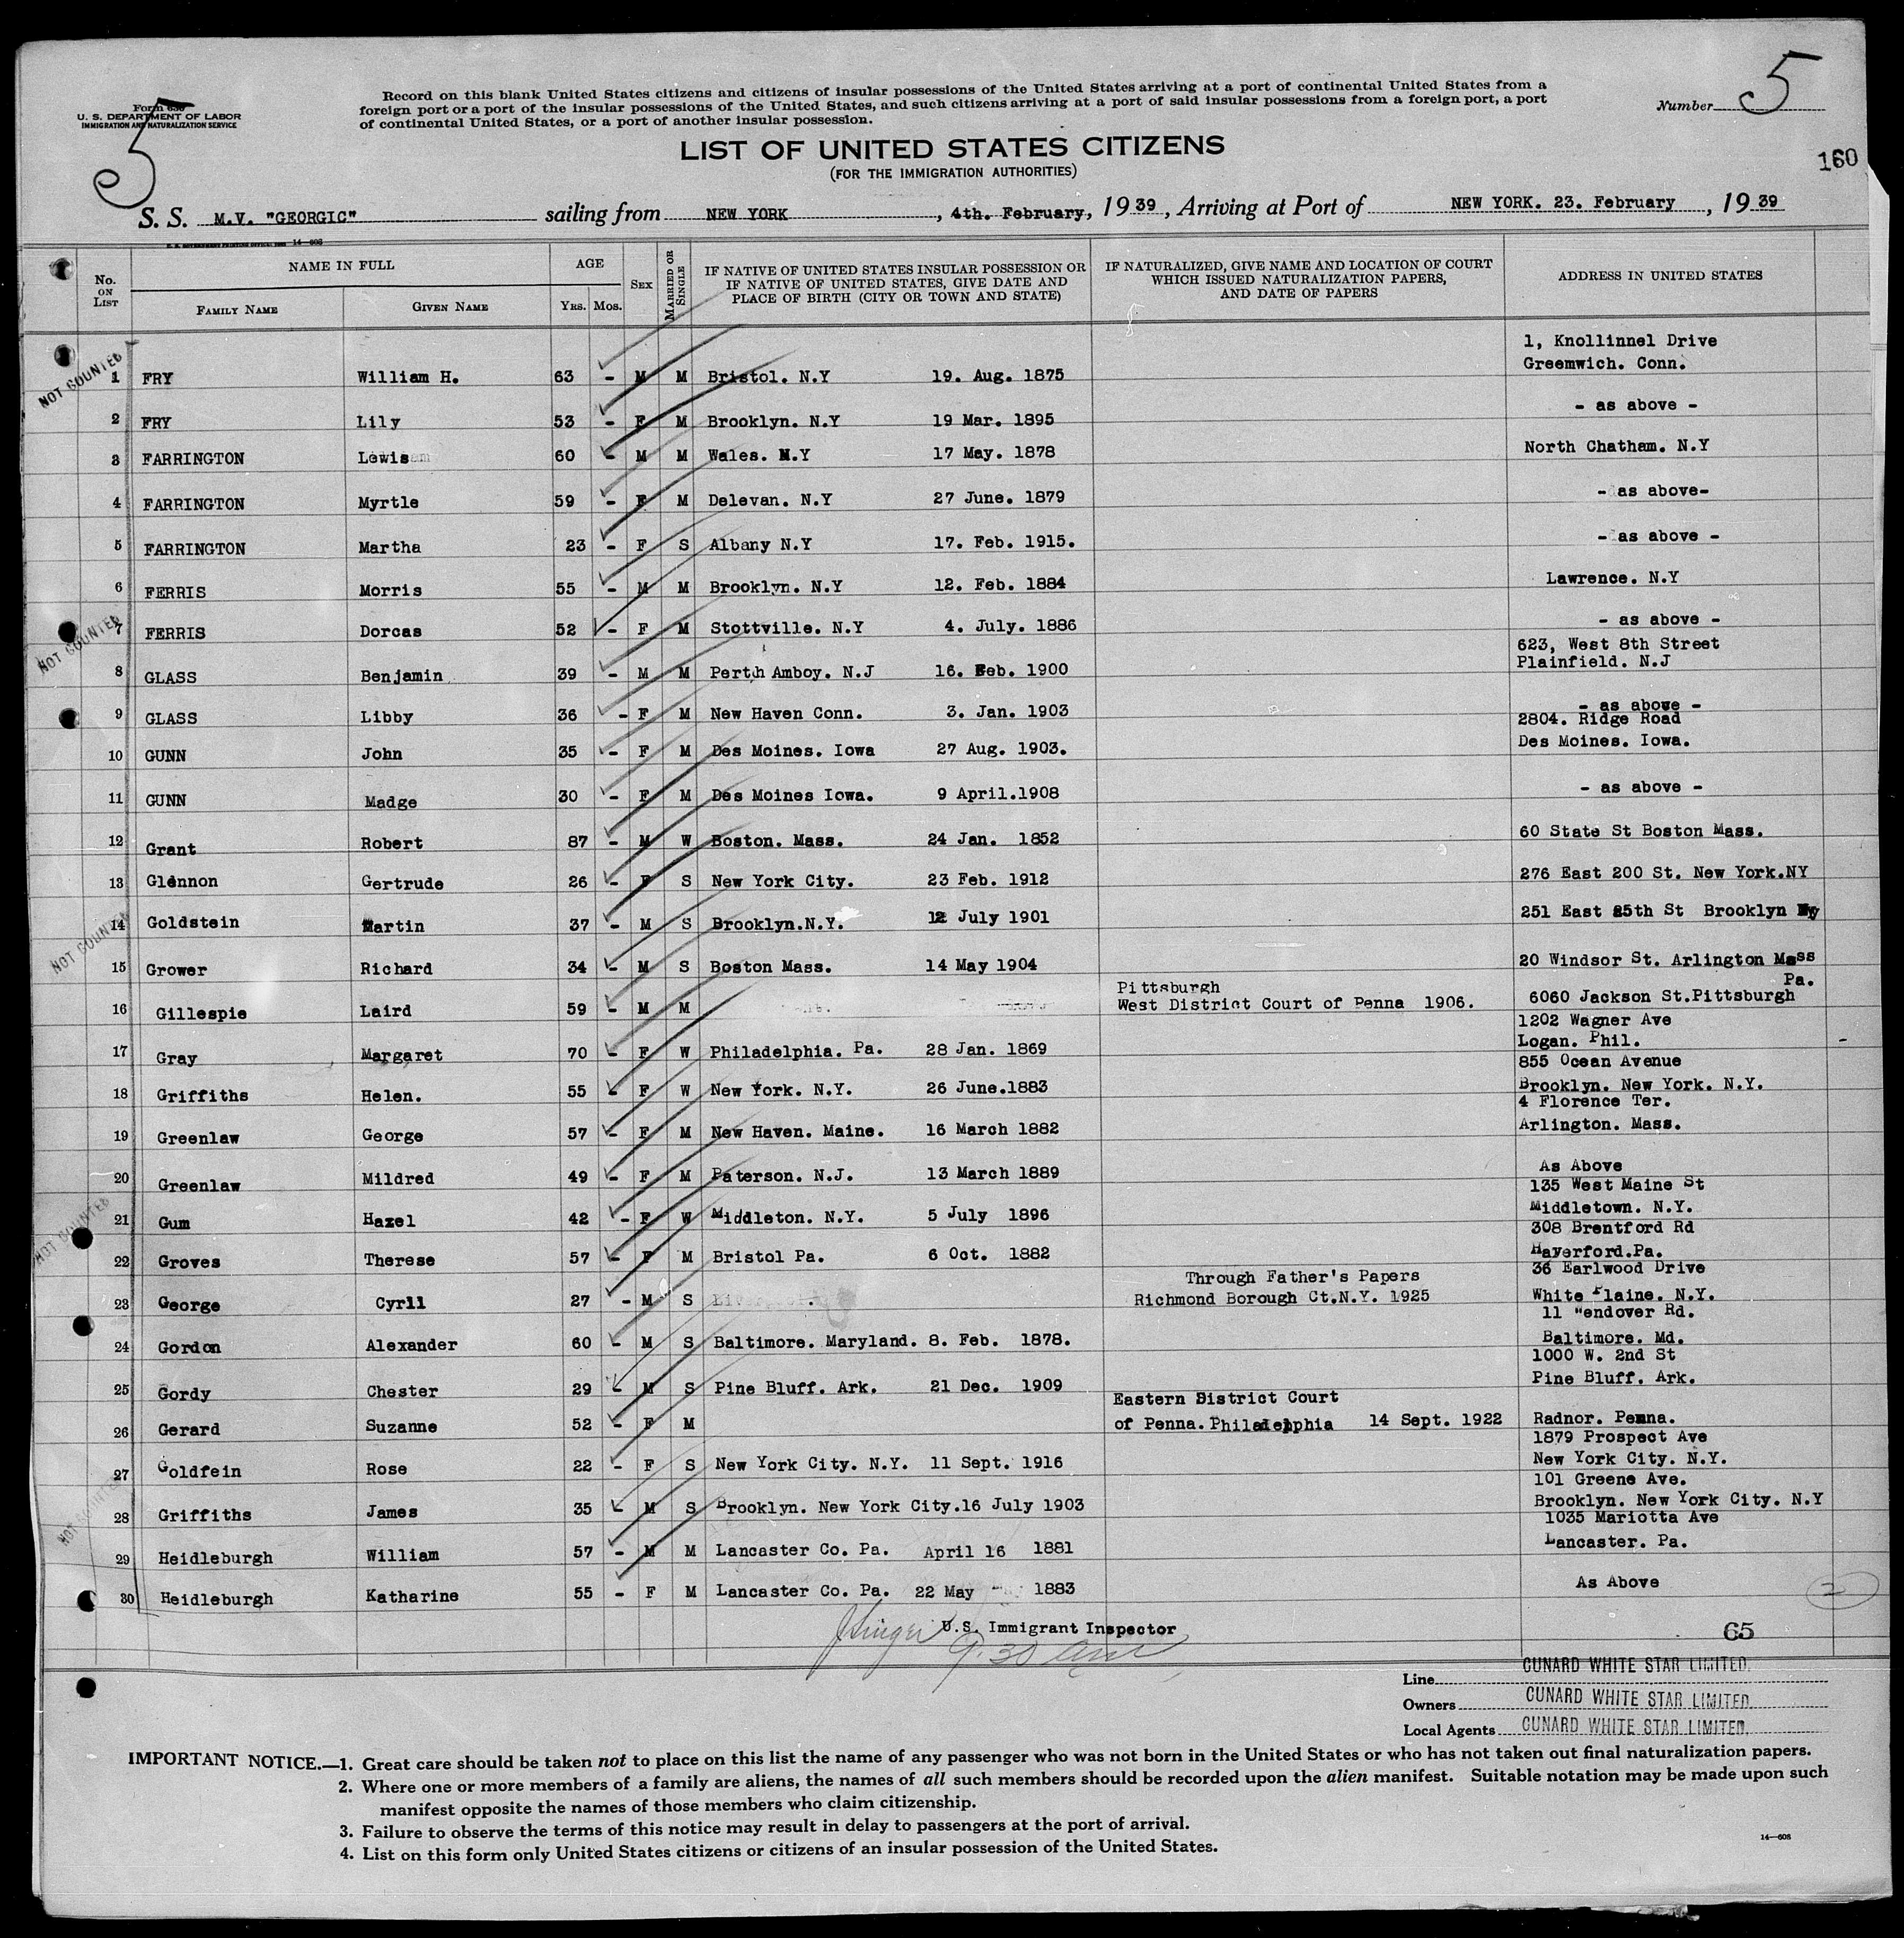 Form 630
U. S. DEPARTMENT OF LABOR
IMMIGRATION AND NATURALIZATION SERVICE
5
Record on this blank United States citizens and citizens of insular possessions of the United States arriving at a port of continental United States from a
foreign port or a port of the insular possessions of the United States, and such citizens arriving at a port of said insular possessions from a foreign port, a port
of continental United States, or a port of another insular possession.
Number 5
LIST OF UNITED STATES CITIZENS
(FOR THE IMMIGRATION AUTHORITIES)
160
S. S. M.V. "GEORGIC" sailing from NEW YORK, 4th. February, 1939, Arriving at Port of NEW YORK. 23. February, 1939
14—608
No. ON LIST NAME IN FULL FAMILY NAME GIVEN NAME AGE YRS. MOS. SEX MARRIED OR SINGLE IF NATIVE OF UNITED STATES INSULAR POSSESSION OR IF NATIVE OF UNITED STATES, GIVE DATE AND PLACE OF BIRTH (CITY OR TOWN AND STATE) IF NATURALIZED, GIVE NAME AND LOCATION OF COURT WHICH ISSUED NATURALIZATION PAPERS, AND DATE OF PAPERS ADDRESS IN UNITED STATES
NOT COUNTED
1 FRY William H. 63 - M M Bristol. N.Y 19. Aug. 1875 1, Knollinnel Drive Greemwich. Conn.
2 FRY Lily 53 - F M Brooklyn. N.Y 19 Mar. 1895 - as above -
3 FARRINGTON Lewis 60 - M M Wales. N.Y 17 May. 1878 North Chatham. N.Y
4 FARRINGTON Myrtle 59 - F M Delevan. N.Y 27 June. 1879 - as above-
5 FARRINGTON Martha 23 - F S Albany N.Y 17. Feb. 1915. - as above -
6 FERRIS Morris 55 - M M Brooklyn. N.Y 12. Feb. 1884 Lawrence. N.Y
NOT COUNTED
7 FERRIS Dorcas 52 - F M Stottville. N.Y 4. July. 1886 - as above -
8 GLASS Benjamin 39 - M M Perth Amboy. N.J 16. Feb. 1900 623, West 8th Street Plainfield. N.J
9 GLASS Libby 36 - F M New Haven Conn. 3. Jan. 1903 - as above -
10 GUNN John 35 - F M Des Moines. Iowa 27 Aug. 1903. 2804. Ridge Road Des Moines. Iowa.
11 GUNN Madge 30 - F M Des Moines Iowa. 9 April.1908 - as above -
12 Grant Robert 87 - M W Boston. Mass. 24 Jan. 1852 60 State St Boston Mass.
13 Glennon Gertrude 26 - F S New York City. 23 Feb. 1912 276 East 200 St. New York.NY
NOT COUNTED
14 Goldstein Martin 37 - M S Brooklyn.N.Y. 12 July 1901 251 East 25th St Brooklyn Ny
15 Grower Richard 34 - M S Boston Mass. 14 May 1904 20 Windsor St. Arlington Mass
16 Gillespie Laird 59 - M M Pittsburgh West District Court of Penna 1906. 6060 Jackson St.Pittsburgh Pa.
17 Gray Margaret 70 - F W Philadelphia. Pa. 28 Jan. 1869 1202 Wagner Ave Logan. Phil.
18 Griffiths Helen. 55 - F W New York. N.Y. 26 June.1883 855 Ocean Avenue Brooklyn. New York. N.Y.
19 Greenlaw George 57 - F M New Haven. Maine. 16 March 1882 4 Florence Ter. Arlington. Mass.
20 Greenlaw Mildred 49 - F M Paterson. N.J. 13 March 1889 As Above
NOT COUNTED
21 Gum Hazel 42 - F W Middleton. N.Y. 5 July 1896 135 West Maine St Middletown. N.Y.
22 Groves Therese 57 - F M Bristol Pa. 6 Oct. 1882 308 Brentford Rd Haverford.Pa.
23 George Cyrll 27 - M S Through Father's Papers Richmond Borough Ct.N.Y. 1925 36 Earlwood Drive White Plaine. N.Y.
24 Gordon Alexander 60 - M S Baltimore. Maryland. 8. Feb. 1878. 11 "endover Rd. Baltimore. Md.
25 Gordy Chester 29 - M S Pine Bluff. Ark. 21 Dec. 1909 1000 W. 2nd St Pine Bluff. Ark.
26 Gerard Suzanne 52 - F M Eastern District Court of Penna. Philadelphia 14 Sept. 1922 Radnor. Penna.
27 Goldfein Rose 22 - F S New York City. N.Y. 11 Sept. 1916 1879 Prospect Ave New York City. N.Y.
NOT COUNTED
28 Griffiths James 35 - M S Brooklyn. New York City.16 July 1903 101 Greene Ave. Brooklyn. New York City. N.Y
29 Heidleburgh William 57 - M M Lancaster Co. Pa. April 16 1881 1035 Mariotta Ave Lancaster. Pa.
30 Heidleburgh Katharine 55 - F M Lancaster Co. Pa. 22 May 1883 As Above
2
U.S. Immigrant Inspector
9.30 am
65
Line CUNARD WHITE STAR LIMITED.
Owners CUNARD WHITE STAR LIMITED.
Local Agents CUNARD WHITE STAR LIMITED.
IMPORTANT NOTICE.—1. Great care should be taken not to place on this list the name of any passenger who was not born in the United States or who has not taken out final naturalization papers.
2. Where one or more members of a family are aliens, the names of all such members should be recorded upon the alien manifest. Suitable notation may be made upon such
manifest opposite the names of those members who claim citizenship.
3. Failure to observe the terms of this notice may result in delay to passengers at the port of arrival.
4. List on this form only United States citizens or citizens of an insular possession of the United States.
14—608